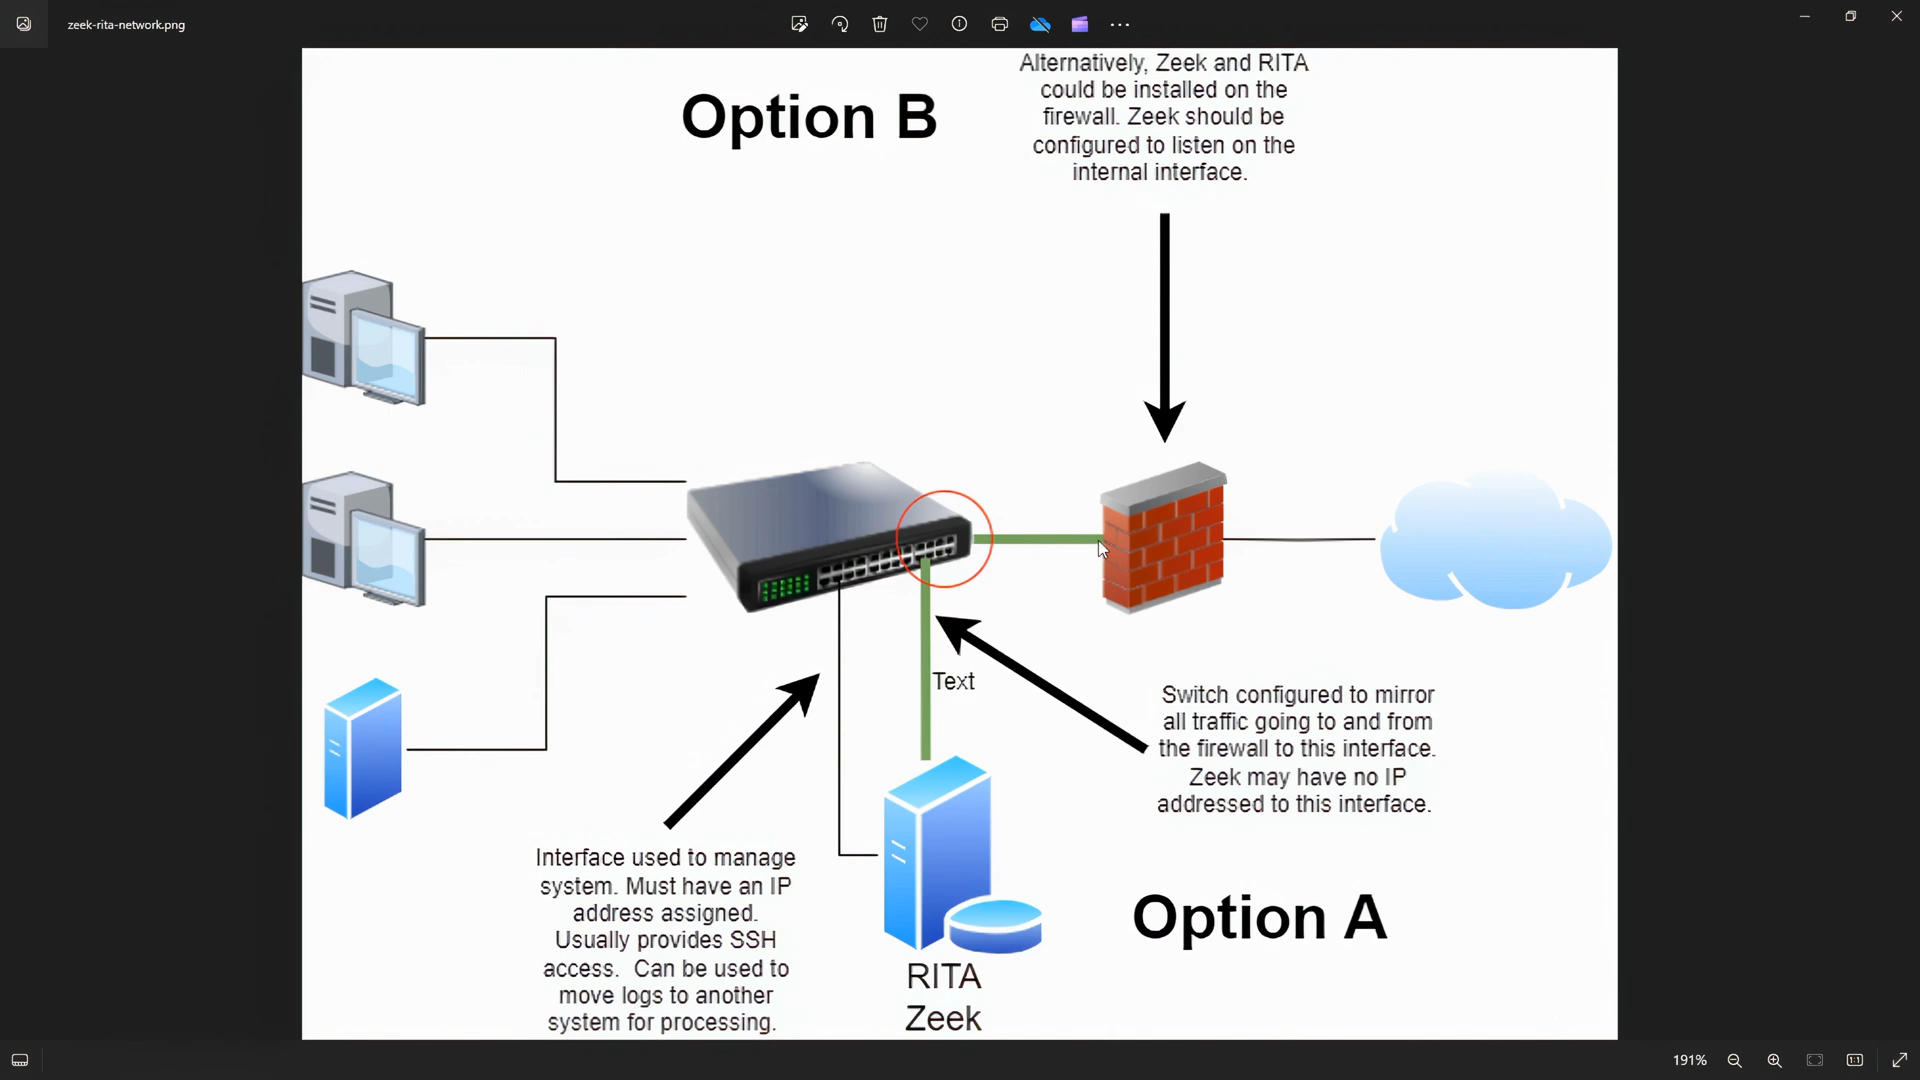 zeek-rita-network.png
Option B
Alternatively, Zeek and RITA
could be installed on the
firewall. Zeek should be
configured to listen on the
internal interface.
Text
Switch configured to mirror
all traffic going to and from
the firewall to this interface.
Zeek may have no IP
addressed to this interface.
Interface used to manage
system. Must have an IP
address assigned.
Usually provides SSH
access. Can be used to
move logs to another
system for processing.
Option A
RITA
Zeek
191%
1:1